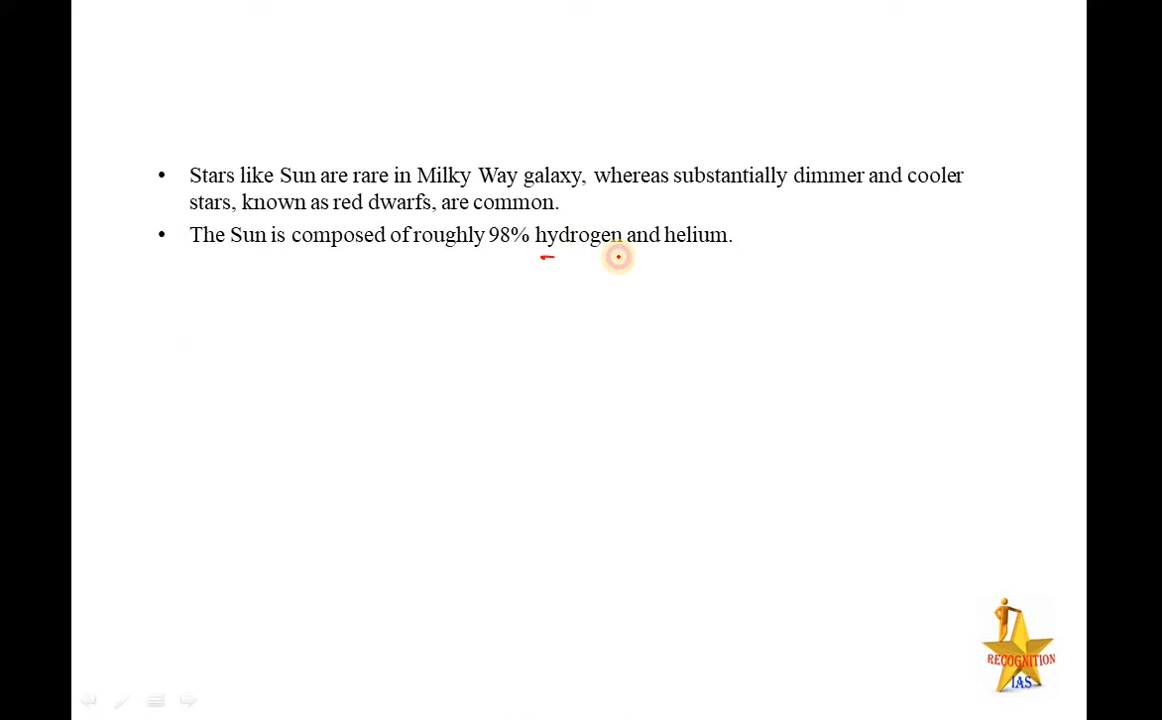 • Stars like Sun are rare in Milky Way galaxy, whereas substantially dimmer and cooler
stars, known as red dwarfs, are common.
• The Sun is composed of roughly 98% hydrogen and helium.
RECOGNITION
IAS